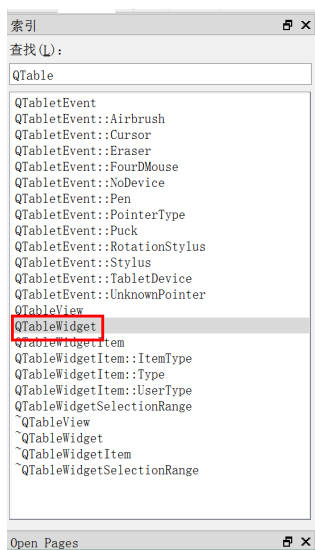 索引
查找(L):
QTable
QTabletEvent
QTabletEvent::Airbrush
QTabletEvent::Cursor
QTabletEvent::Eraser
QTabletEvent::FourDMouse
QTabletEvent::NoDevice
QTabletEvent::Pen
QTabletEvent::PointerType
QTabletEvent::Puck
QTabletEvent::RotationStylus
QTabletEvent::Stylus
QTabletEvent::TabletDevice
QTabletEvent::UnknownPointer
QTableView
QTableWidget
QTableWidgetItem
QTableWidgetItem::ItemType
QTableWidgetItem::Type
QTableWidgetItem::UserType
QTableWidgetSelectionRange
~QTableView
~QTableWidget
~QTableWidgetItem
~QTableWidgetSelectionRange
Open Pages